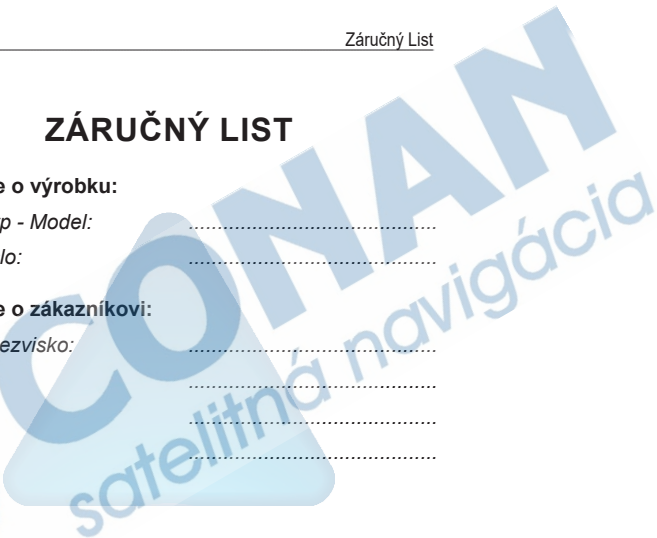 Záručný List
ZÁRUČNÝ LIST
e o výrobku:
p - Model: ...........................................
lo: ...........................................
e o zákazníkovi:
ezvisko: ...........................................
...........................................
...........................................
...........................................
CONAN
satelitná navigácia